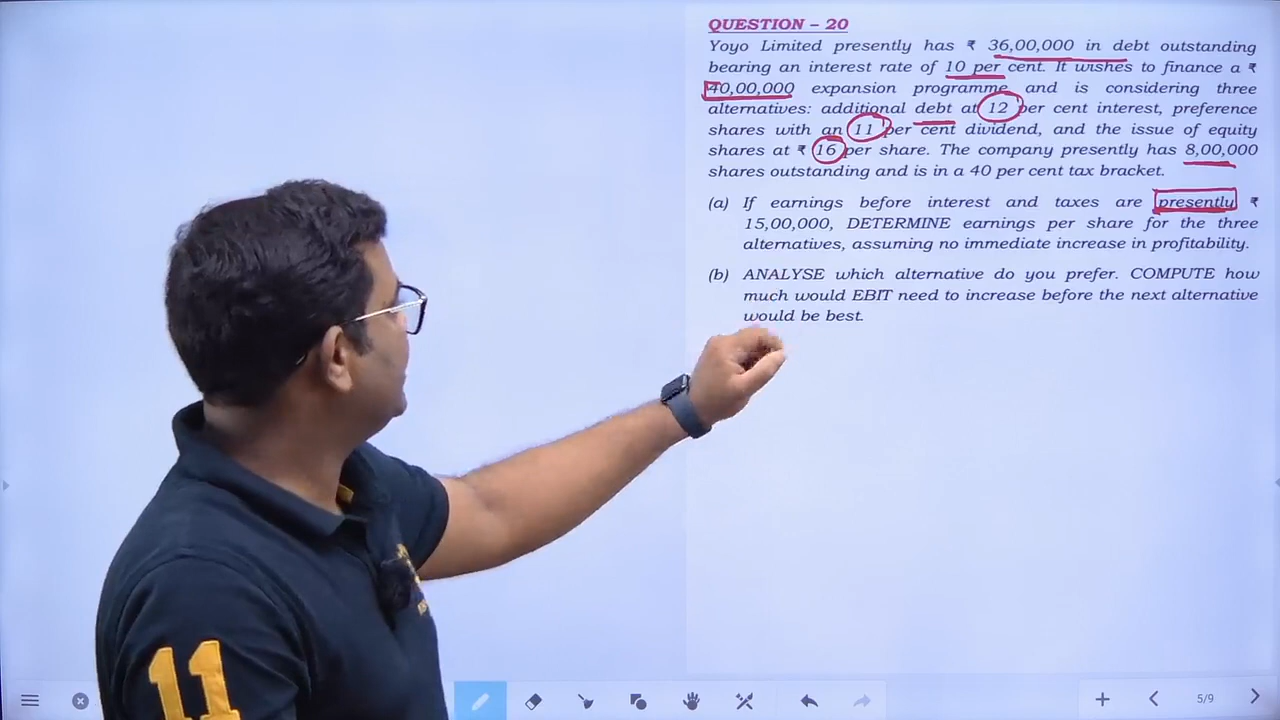 QUESTION – 20
Yoyo Limited presently has ₹ 36,00,000 in debt outstanding
bearing an interest rate of 10 per cent. It wishes to finance a ₹
40,00,000 expansion programme and is considering three
alternatives: additional debt at 12 per cent interest, preference
shares with an 11 per cent dividend, and the issue of equity
shares at ₹ 16 per share. The company presently has 8,00,000
shares outstanding and is in a 40 per cent tax bracket.
(a) If earnings before interest and taxes are presently ₹
15,00,000, DETERMINE earnings per share for the three
alternatives, assuming no immediate increase in profitability.
(b) ANALYSE which alternative do you prefer. COMPUTE how
much would EBIT need to increase before the next alternative
would be best.
11
5/9